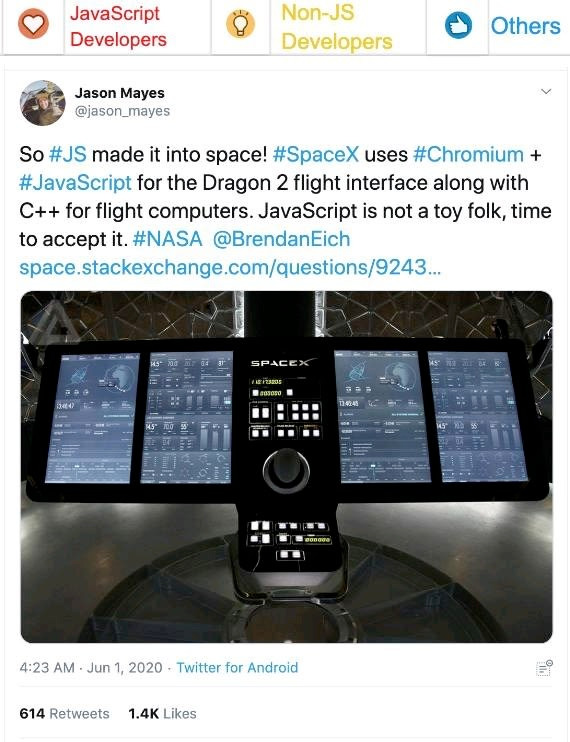 JavaScript
Developers
Non-JS
Developers
Others
Jason Mayes
@jason_mayes
So #JS made it into space! #SpaceX uses #Chromium +
#JavaScript for the Dragon 2 flight interface along with
C++ for flight computers. JavaScript is not a toy folk, time
to accept it. #NASA @BrendanEich
space.stackexchange.com/questions/9243...
SPACEX
4:23 AM · Jun 1, 2020 · Twitter for Android
614 Retweets 1.4K Likes